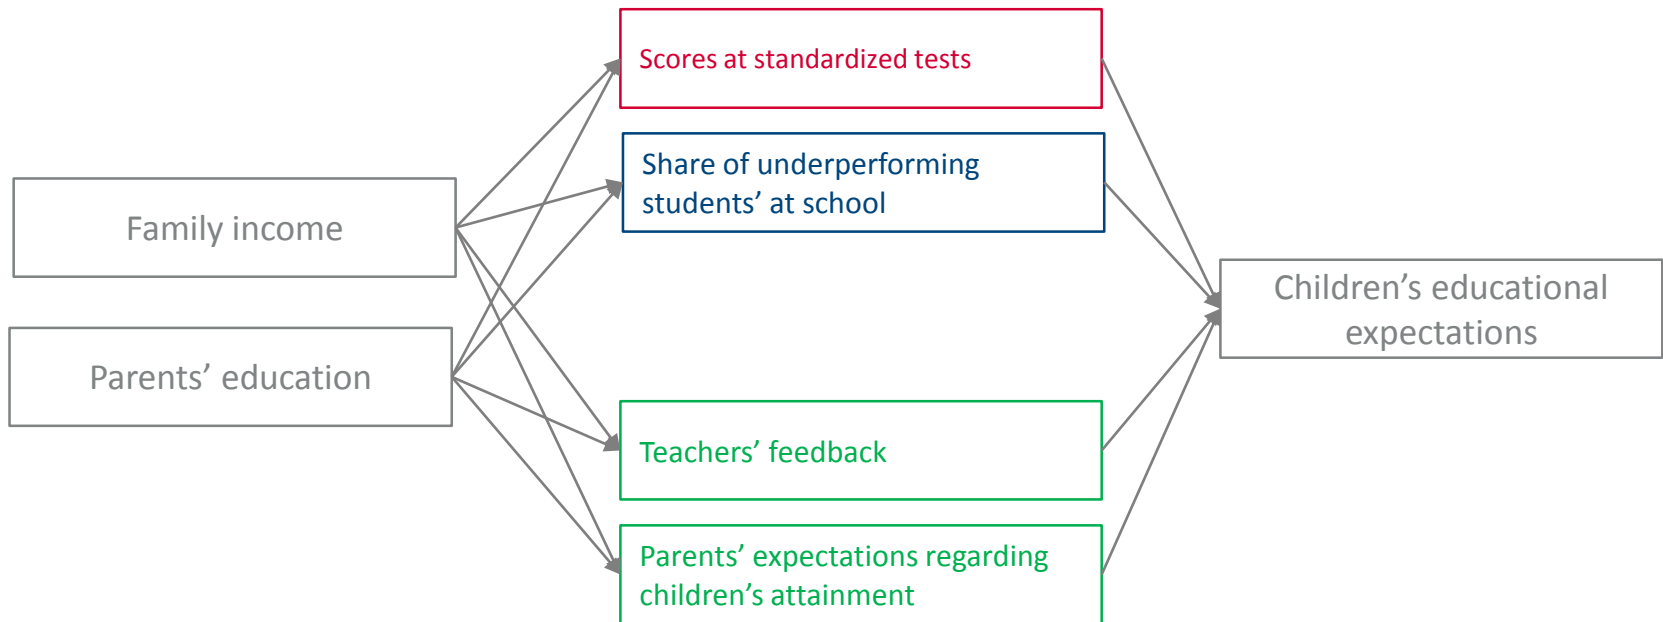 Scores at standardized tests
Share of underperforming
students’ at school
Family income
Children’s educational
expectations
Parents’ education
Teachers’ feedback
Parents’ expectations regarding
children’s attainment